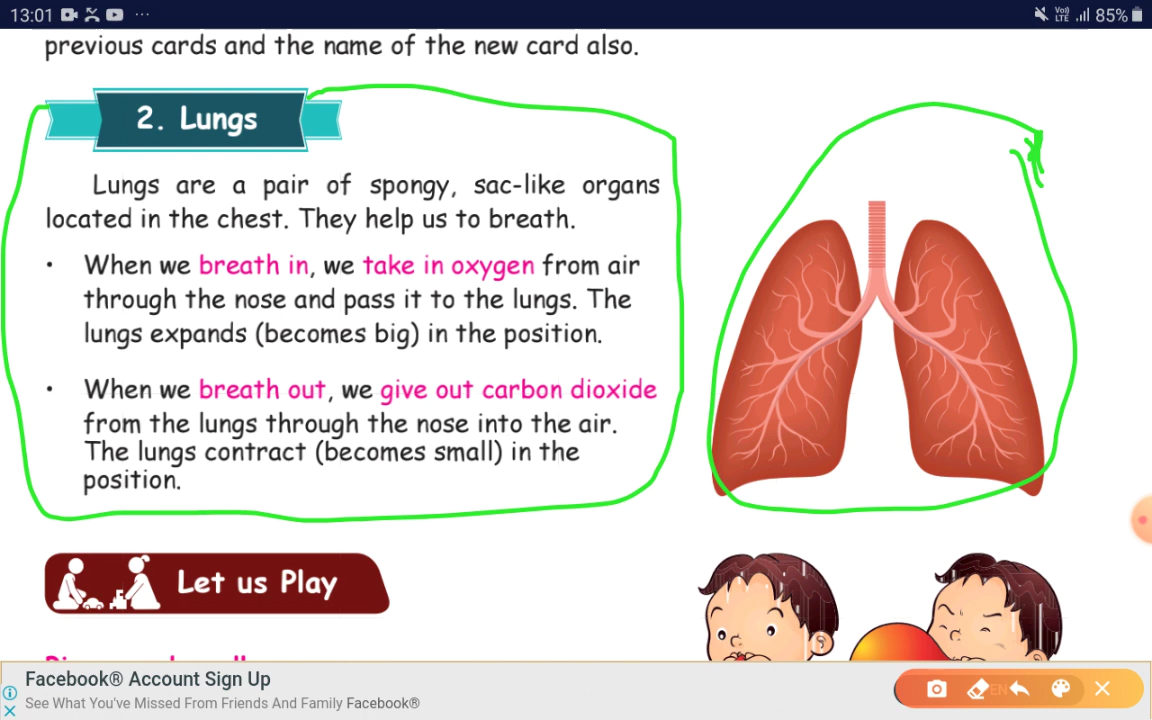 13:01
Vo))
LTE
85%
previous cards and the name of the new card also.
2. Lungs
Lungs are a pair of spongy, sac-like organs
located in the chest. They help us to breath.
• When we breath in, we take in oxygen from air
through the nose and pass it to the lungs. The
lungs expands (becomes big) in the position.
• When we breath out, we give out carbon dioxide
from the lungs through the nose into the air.
The lungs contract (becomes small) in the
position.
Let us Play
Facebook® Account Sign Up
See What You've Missed From Friends And Family Facebook®
EN